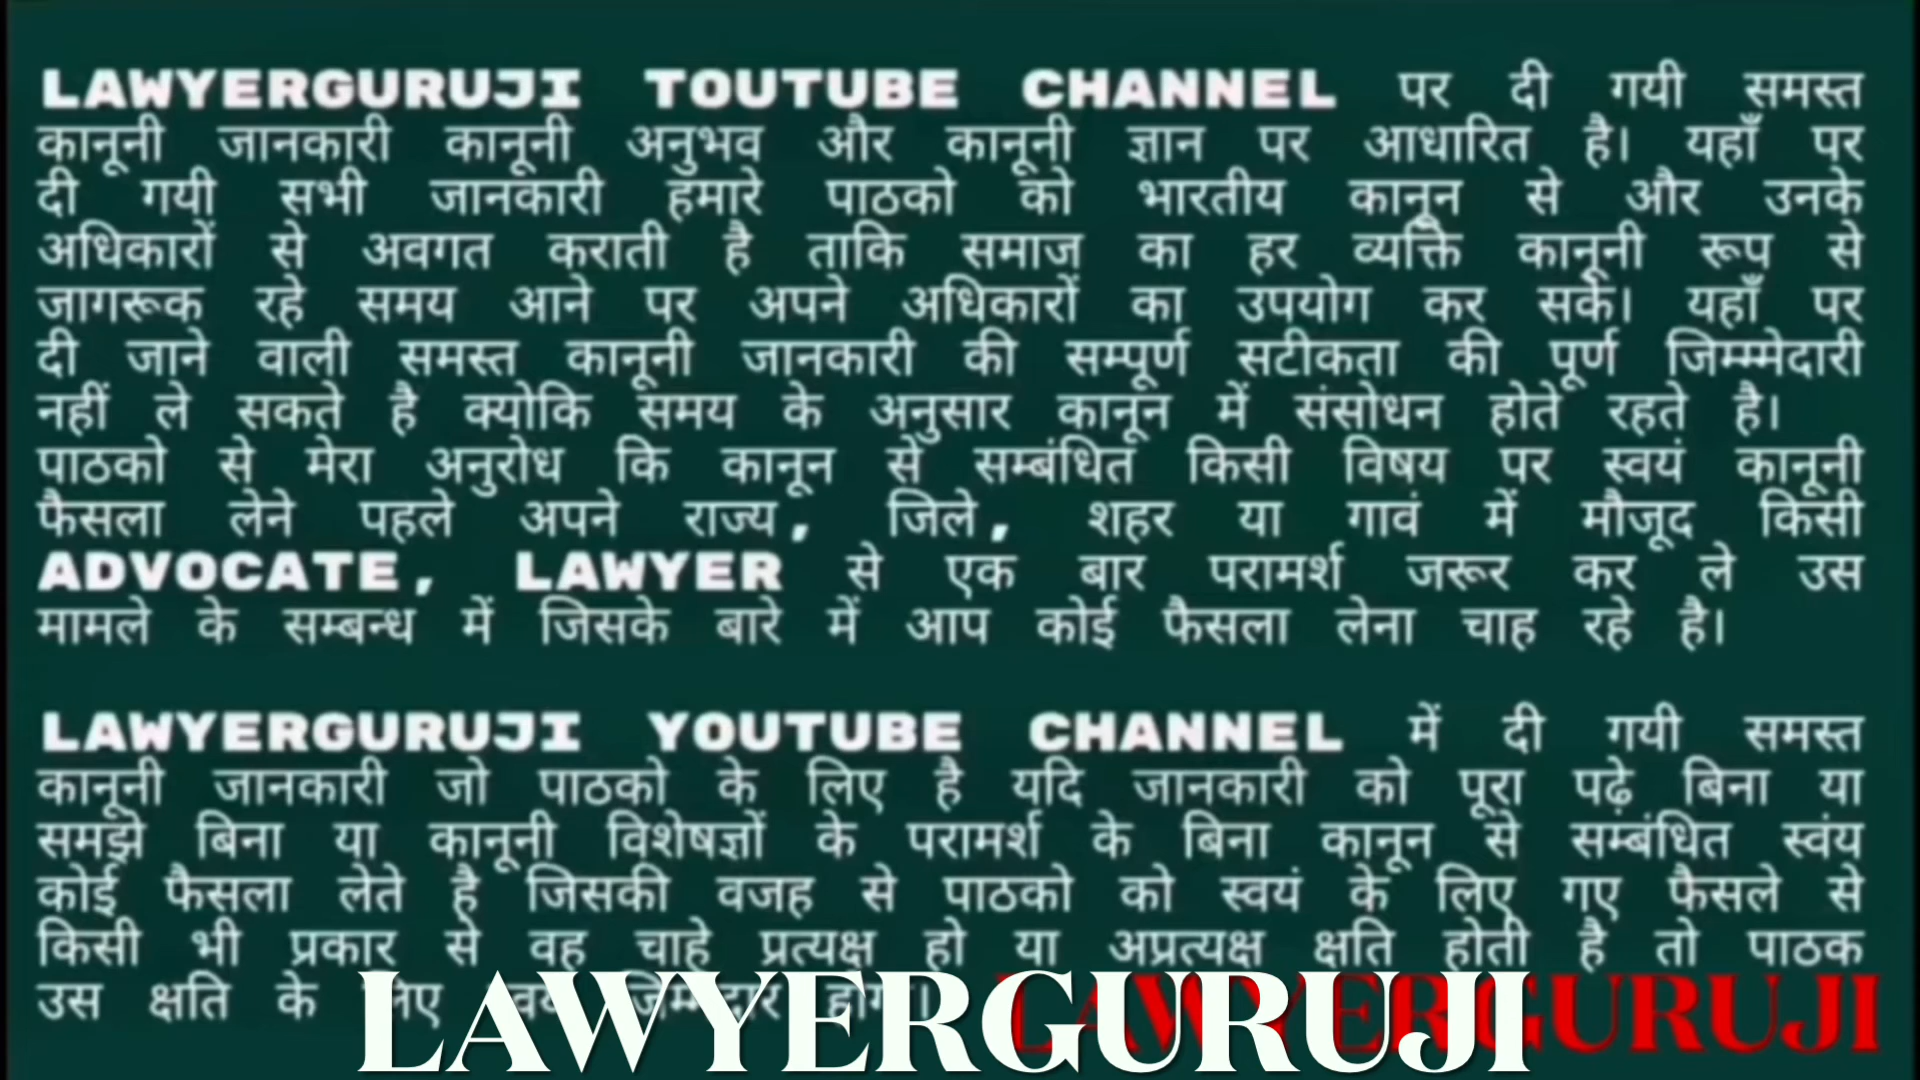 LAWYERGURUJI TOUTUBE CHANNEL पर दी गयी समस्त
कानूनी जानकारी कानूनी अनुभव और कानूनी ज्ञान पर आधारित है। यहाँ पर
दी गयी सभी जानकारी हमारे पाठको को भारतीय कानून से और उनके
अधिकारों से अवगत कराती है ताकि समाज का हर व्यक्ति कानूनी रूप से
जागरूक रहे समय आने पर अपने अधिकारों का उपयोग कर सके। यहाँ पर
दी जाने वाली समस्त कानूनी जानकारी की सम्पूर्ण सटीकता की पूर्ण जिम्म्मेदारी
नहीं ले सकते है क्योकि समय के अनुसार कानून में संसोधन होते रहते है।
पाठको से मेरा अनुरोध कि कानून से सम्बंधित किसी विषय पर स्वयं कानूनी
फैसला लेने पहले अपने राज्य, जिले, शहर या गावं में मौजूद किसी
ADVOCATE, LAWYER से एक बार परामर्श जरूर कर ले उस
मामले के सम्बन्ध में जिसके बारे में आप कोई फैसला लेना चाह रहे है।
LAWYERGURUJI YOUTUBE CHANNEL में दी गयी समस्त
कानूनी जानकारी जो पाठको के लिए है यदि जानकारी को पूरा पढ़े बिना या
समझे बिना या कानूनी विशेषज्ञों के परामर्श के बिना कानून से सम्बंधित स्वंय
कोई फैसला लेते है जिसकी वजह से पाठको को स्वयं के लिए गए फैसले से
किसी भी प्रकार से वह चाहे प्रत्यक्ष हो या अप्रत्यक्ष क्षति होती है तो पाठक
उस क्षति के
LAWYERGURUJI LAWYERGURUJI